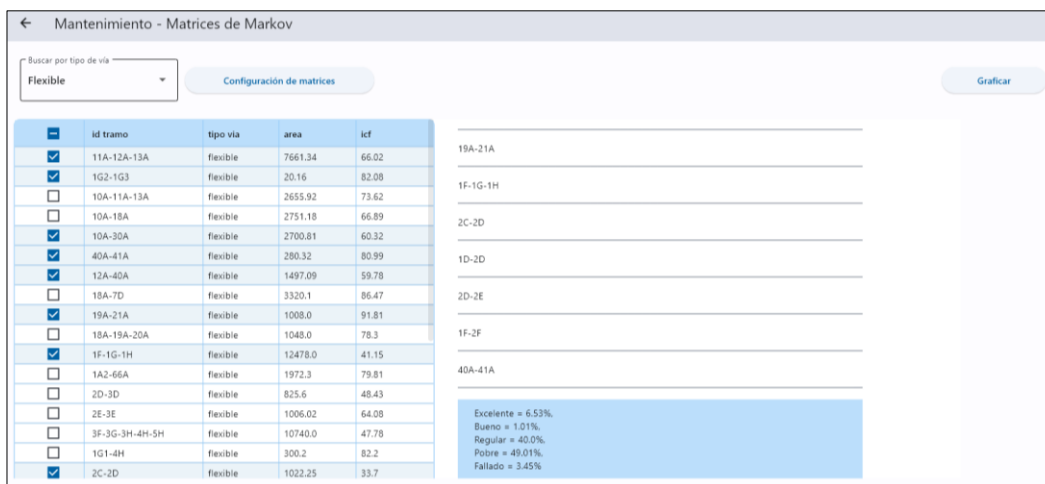 Mantenimiento - Matrices de Markov
Buscar por tipo de vía
Flexible
Configuración de matrices
Graficar
id tramo tipo via area icf
11A-12A-13A flexible 7661.34 66.02
1G2-1G3 flexible 20.16 82.08
10A-11A-13A flexible 2655.92 73.62
10A-18A flexible 2751.18 66.89
10A-30A flexible 2700.81 60.32
40A-41A flexible 280.32 80.99
12A-40A flexible 1497.09 59.78
18A-7D flexible 3320.1 86.47
19A-21A flexible 1008.0 91.81
18A-19A-20A flexible 1048.0 78.3
1F-1G-1H flexible 12478.0 41.15
1A2-66A flexible 1972.3 79.81
2D-3D flexible 825.6 48.43
2E-3E flexible 1006.02 64.08
3F-3G-3H-4H-5H flexible 10740.0 47.78
1G1-4H flexible 300.2 82.2
2C-2D flexible 1022.25 33.7
19A-21A
1F-1G-1H
2C-2D
1D-2D
2D-2E
1F-2F
40A-41A
Excelente = 6.53%,
Bueno = 1.01%,
Regular = 40.0%,
Pobre = 49.01%,
Fallado = 3.45%